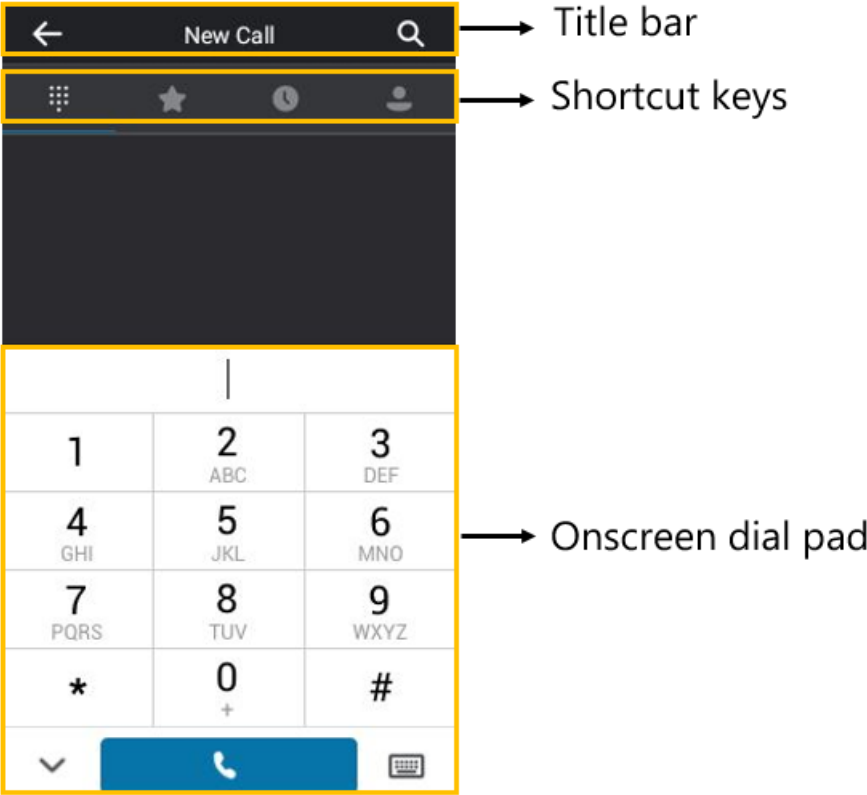 New Call
Title bar
Shortcut keys
1 2 3
ABC DEF
4 5 6
GHI JKL MNO
7 8 9
PQRS TUV WXYZ
* 0 #
+
Onscreen dial pad